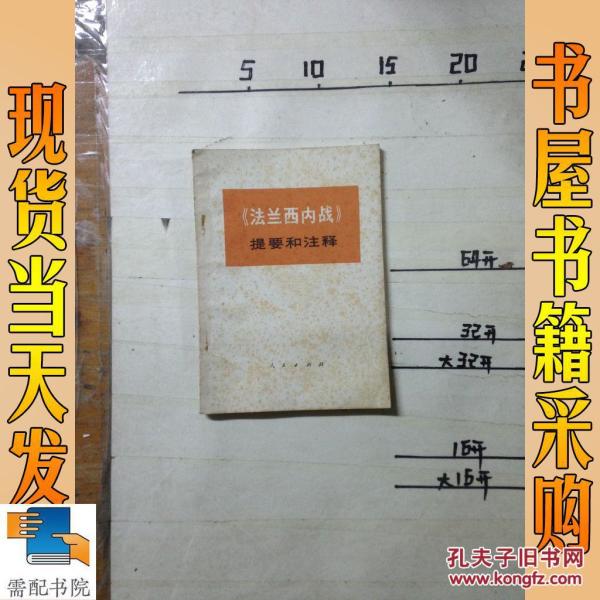 现货当天发
书屋书籍采购
5 10 15 20
《法兰西内战》
提要和注释
人民出版社
64开
32开
大32开
16开
大16开
需配书院
孔夫子旧书网
www.kongfz.com